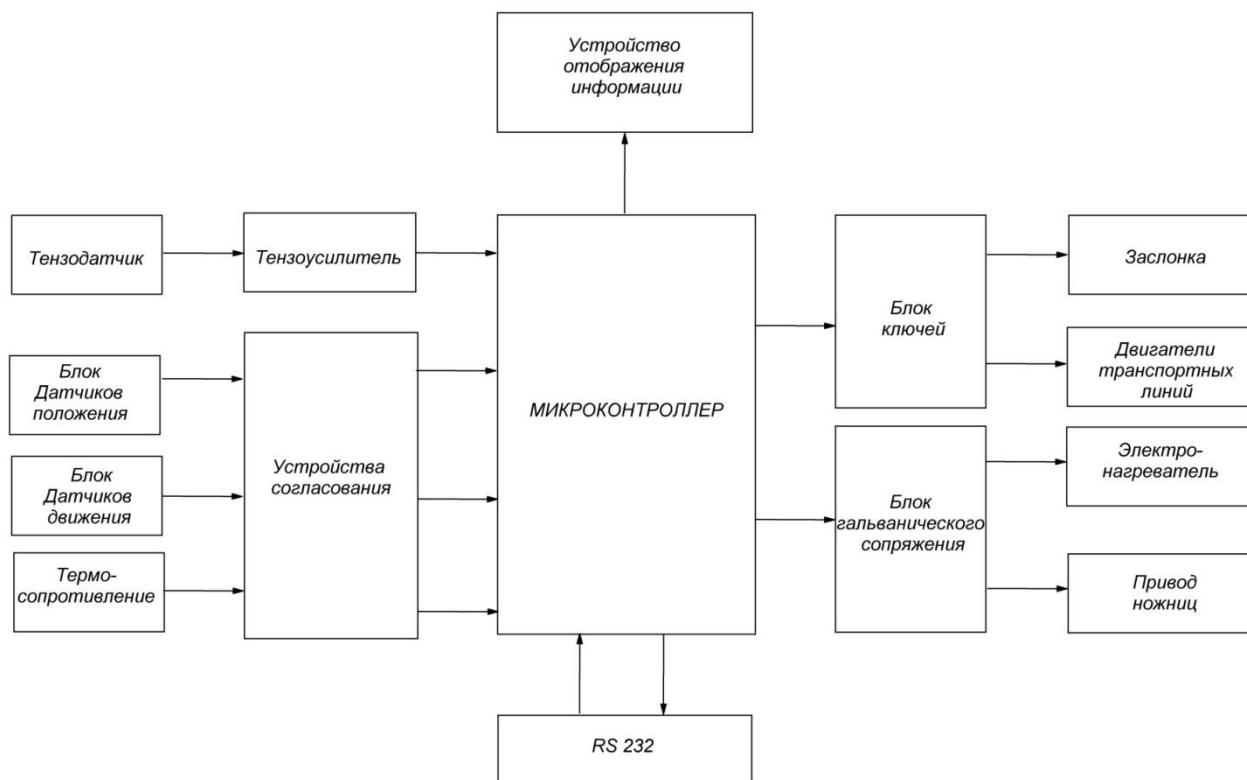 Устройство
отображения
информации
Тензодатчик
Тензоусилитель
Блок
Датчиков
положения
Блок
Датчиков
движения
Термо-
сопротивление
Устройства
согласования
МИКРОКОНТРОЛЛЕР
Блок
ключей
Блок
гальванического
сопряжения
Заслонка
Двигатели
транспортных
линий
Электро-
нагреватель
Привод
ножниц
RS 232